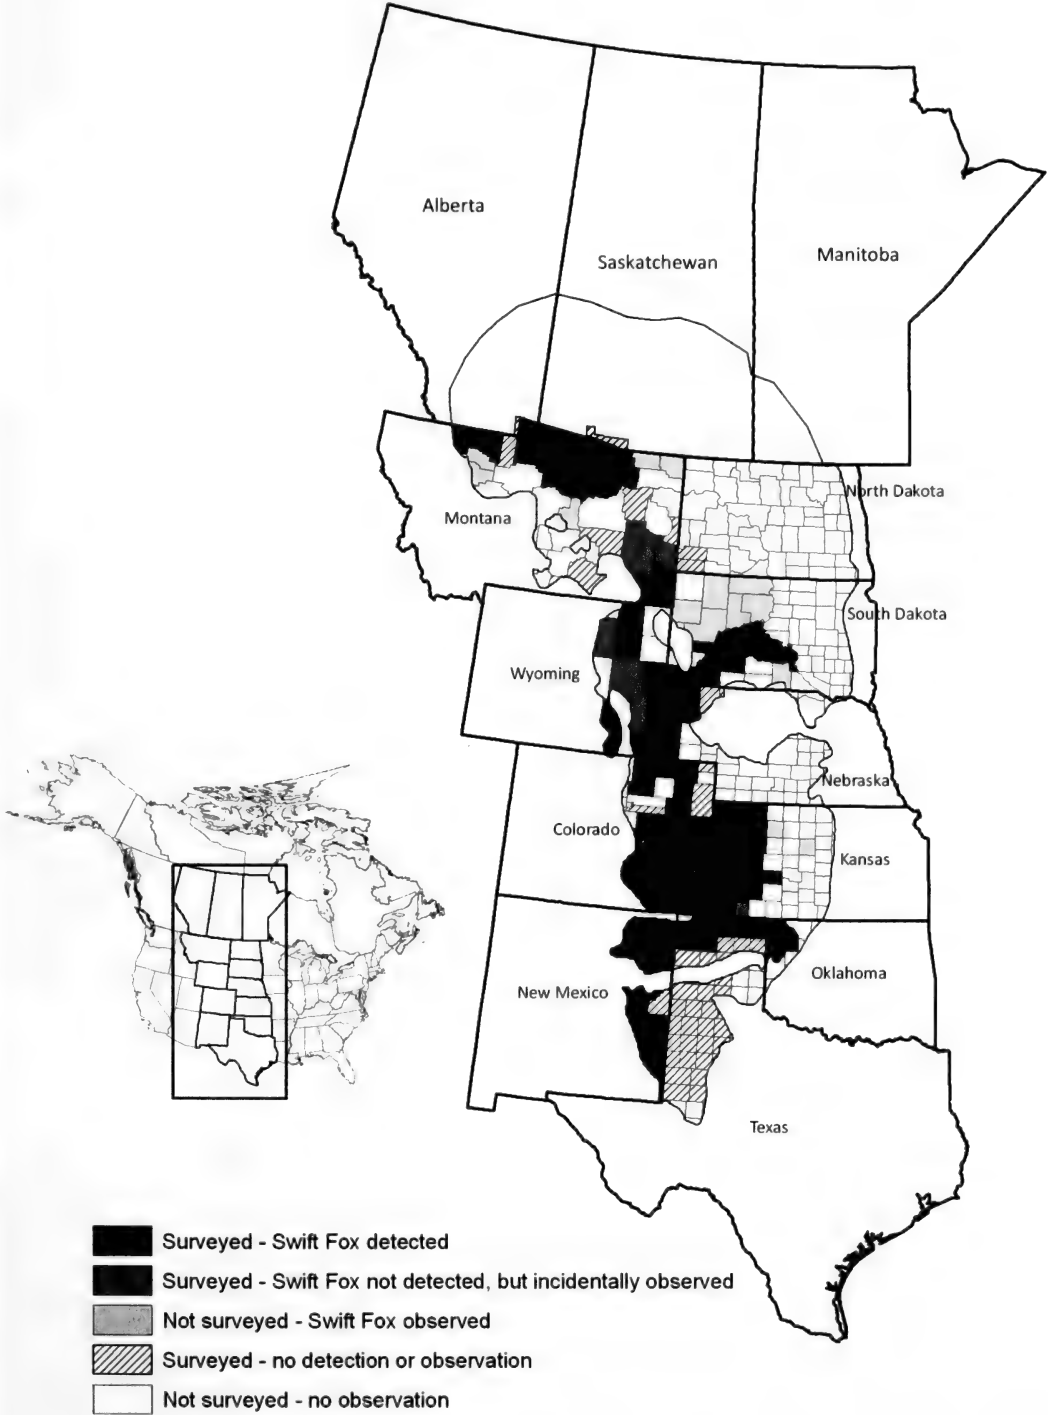 Alberta
Saskatchewan
Manitoba
North Dakota
Montana
South Dakota
Wyoming
Nebraska
Colorado
Kansas
Oklahoma
New Mexico
Texas
Surveyed - Swift Fox detected
Surveyed - Swift Fox not detected, but incidentally observed
Not surveyed - Swift Fox observed
Surveyed - no detection or observation
Not surveyed - no observation